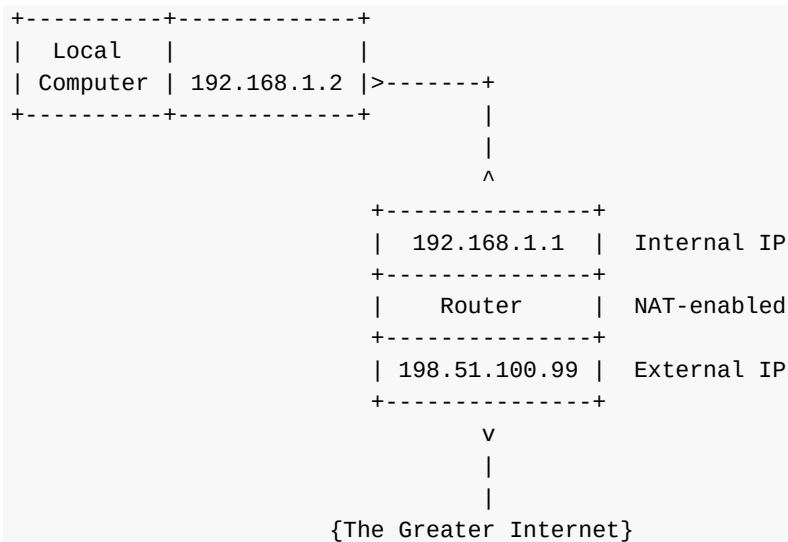 +----------+-------------+
|  Local   |             |
| Computer | 192.168.1.2 |>-------+
+----------+-------------+        |
                                  |
                                  ^
                          +---------------+
                          |  192.168.1.1  |  Internal IP
                          +---------------+
                          |    Router     |  NAT-enabled
                          +---------------+
                          | 198.51.100.99 |  External IP
                          +---------------+
                                  v
                                  |
                                  |
                       {The Greater Internet}